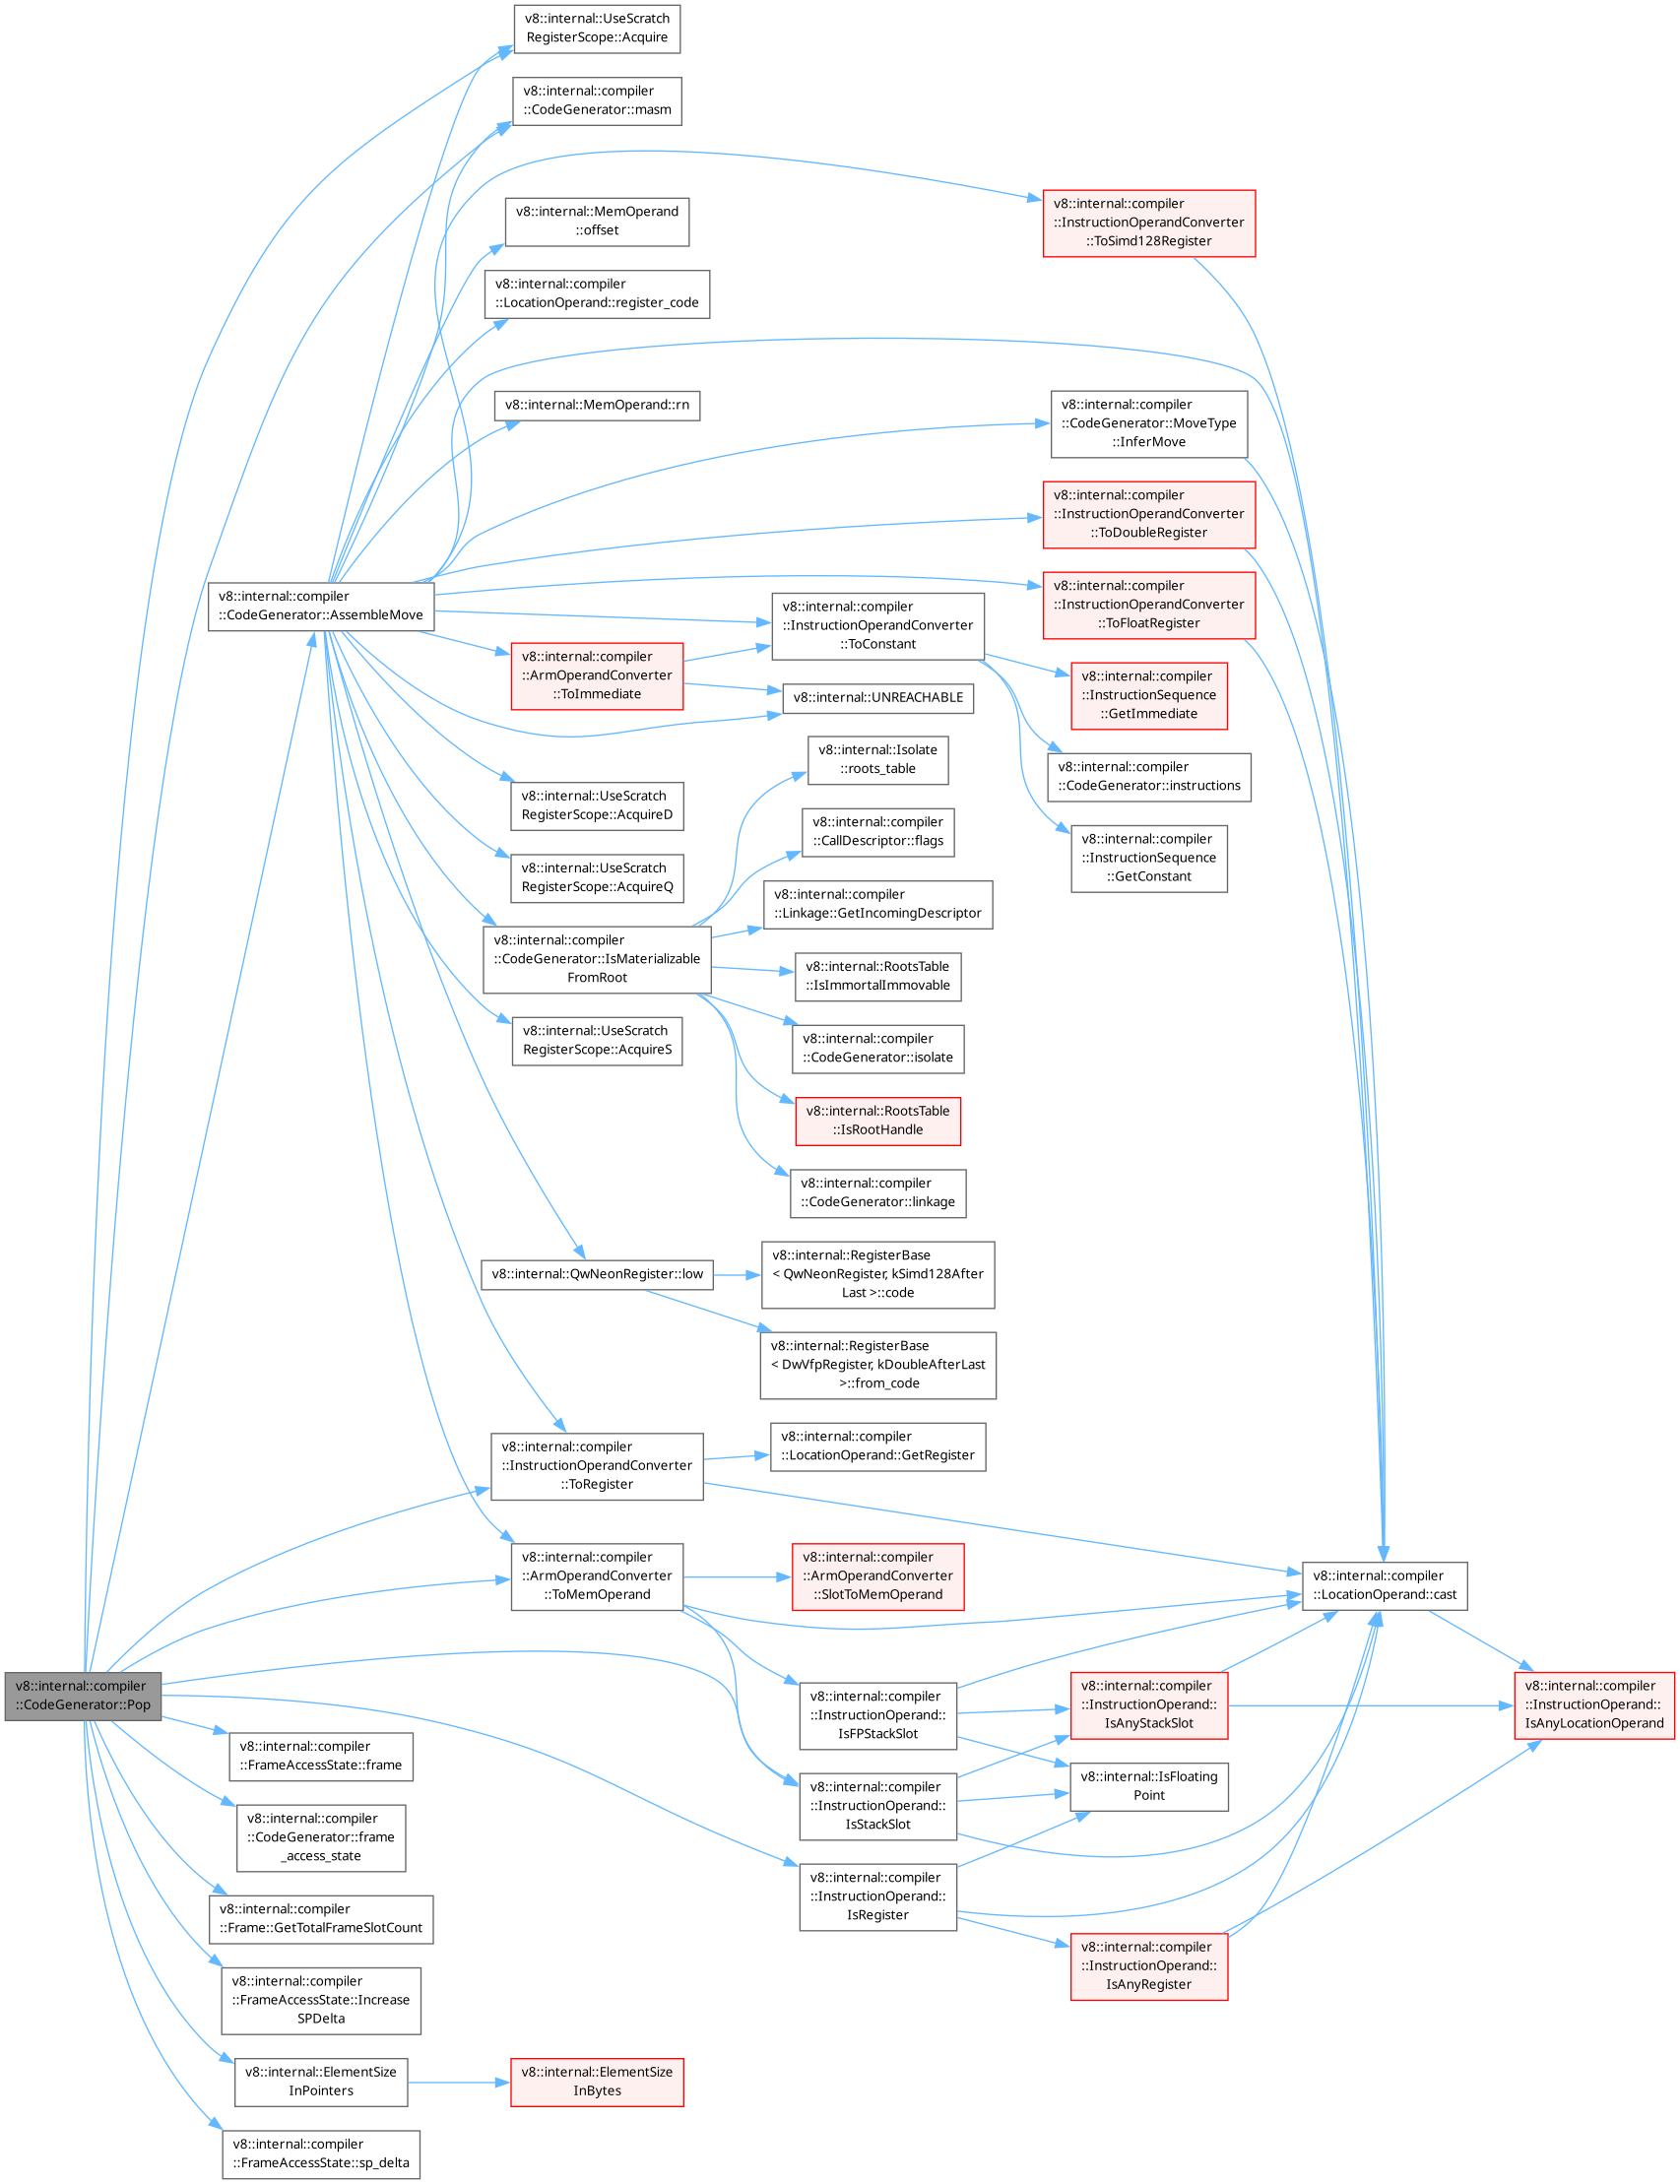 v8::internal::UseScratch
RegisterScope::Acquire
v8::internal::compiler
::CodeGenerator::masm
v8::internal::MemOperand
::offset
v8::internal::compiler
::LocationOperand::register_code
v8::internal::MemOperand::rn
v8::internal::compiler
::InstructionOperandConverter
::ToSimd128Register
v8::internal::compiler
::CodeGenerator::MoveType
::InferMove
v8::internal::compiler
::InstructionOperandConverter
::ToDoubleRegister
v8::internal::compiler
::InstructionOperandConverter
::ToFloatRegister
v8::internal::compiler
::CodeGenerator::AssembleMove
v8::internal::compiler
::InstructionOperandConverter
::ToConstant
v8::internal::compiler
::ArmOperandConverter
::ToImmediate
v8::internal::UNREACHABLE
v8::internal::compiler
::InstructionSequence
::GetImmediate
v8::internal::compiler
::CodeGenerator::instructions
v8::internal::compiler
::InstructionSequence
::GetConstant
v8::internal::UseScratch
RegisterScope::AcquireD
v8::internal::UseScratch
RegisterScope::AcquireQ
v8::internal::compiler
::CodeGenerator::IsMaterializable
FromRoot
v8::internal::UseScratch
RegisterScope::AcquireS
v8::internal::Isolate
::roots_table
v8::internal::compiler
::CallDescriptor::flags
v8::internal::compiler
::Linkage::GetIncomingDescriptor
v8::internal::RootsTable
::IsImmortalImmovable
v8::internal::compiler
::CodeGenerator::isolate
v8::internal::RootsTable
::IsRootHandle
v8::internal::compiler
::CodeGenerator::linkage
v8::internal::QwNeonRegister::low
v8::internal::RegisterBase
< QwNeonRegister, kSimd128After
Last >::code
v8::internal::RegisterBase
< DwVfpRegister, kDoubleAfterLast
>::from_code
v8::internal::compiler
::InstructionOperandConverter
::ToRegister
v8::internal::compiler
::LocationOperand::GetRegister
v8::internal::compiler
::ArmOperandConverter
::ToMemOperand
v8::internal::compiler
::ArmOperandConverter
::SlotToMemOperand
v8::internal::compiler
::LocationOperand::cast
v8::internal::compiler
::CodeGenerator::Pop
v8::internal::compiler
::InstructionOperand::
IsFPStackSlot
v8::internal::compiler
::InstructionOperand::
IsAnyStackSlot
v8::internal::compiler
::InstructionOperand::
IsAnyLocationOperand
v8::internal::compiler
::FrameAccessState::frame
v8::internal::compiler
::InstructionOperand::
IsStackSlot
v8::internal::IsFloating
Point
v8::internal::compiler
::CodeGenerator::frame
_access_state
v8::internal::compiler
::InstructionOperand::
IsRegister
v8::internal::compiler
::Frame::GetTotalFrameSlotCount
v8::internal::compiler
::InstructionOperand::
IsAnyRegister
v8::internal::compiler
::FrameAccessState::Increase
SPDelta
v8::internal::ElementSize
InPointers
v8::internal::ElementSize
InBytes
v8::internal::compiler
::FrameAccessState::sp_delta